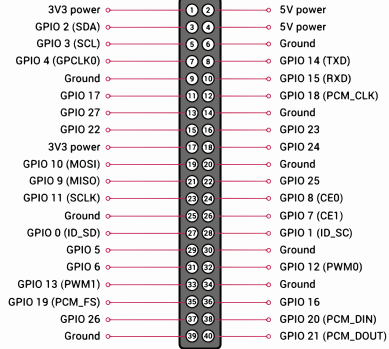 3V3 power 1 2 5V power
GPIO 2 (SDA) 3 4 5V power
GPIO 3 (SCL) 5 6 Ground
GPIO 4 (GPCLK0) 7 8 GPIO 14 (TXD)
Ground 9 10 GPIO 15 (RXD)
GPIO 17 11 12 GPIO 18 (PCM_CLK)
GPIO 27 13 14 Ground
GPIO 22 15 16 GPIO 23
3V3 power 17 18 GPIO 24
GPIO 10 (MOSI) 19 20 Ground
GPIO 9 (MISO) 21 22 GPIO 25
GPIO 11 (SCLK) 23 24 GPIO 8 (CE0)
Ground 25 26 GPIO 7 (CE1)
GPIO 0 (ID_SD) 27 28 GPIO 1 (ID_SC)
GPIO 5 29 30 Ground
GPIO 6 31 32 GPIO 12 (PWM0)
GPIO 13 (PWM1) 33 34 Ground
GPIO 19 (PCM_FS) 35 36 GPIO 16
GPIO 26 37 38 GPIO 20 (PCM_DIN)
Ground 39 40 GPIO 21 (PCM_DOUT)